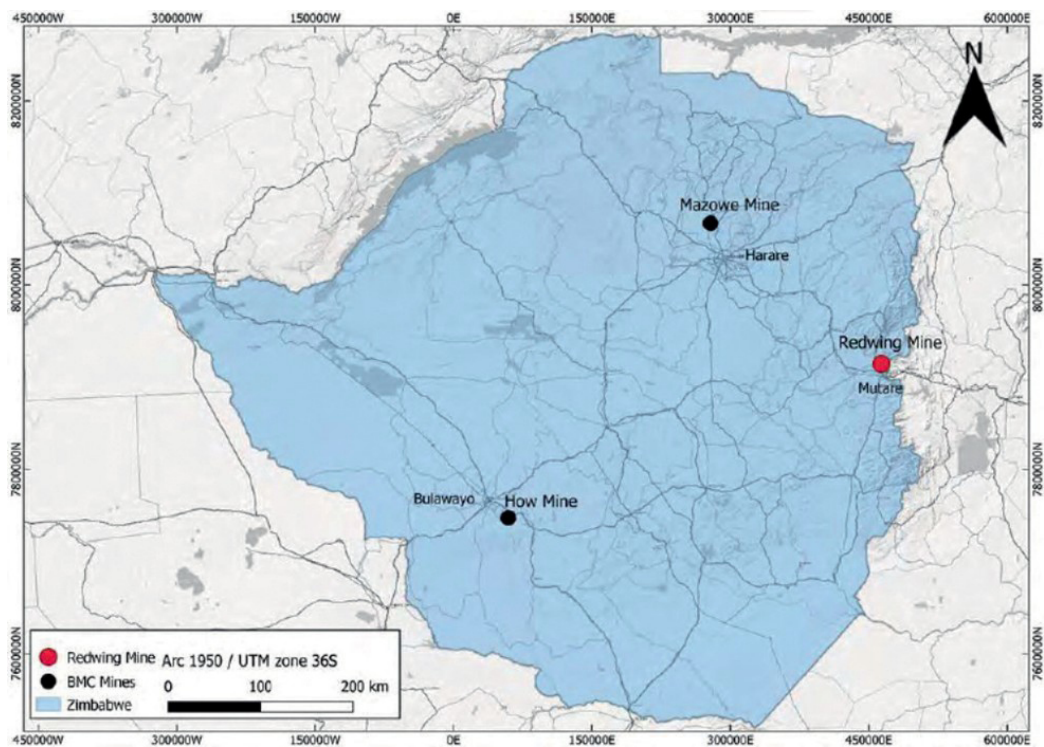 450000W 300000W 150000W 0E 150000E 300000E 450000E 600000E
N
8200000N
8200000N
Mazowe Mine
Harare
8000000N
8000000N
Redwing Mine
Mutare
7800000N
7800000N
Bulawayo
How Mine
7600000N
7600000N
Redwing Mine Arc 1950 / UTM zone 36S
BMC Mines 0 100 200 km
Zimbabwe
450000W 300000W 150000W 0E 150000E 300000E 450000E 600000E